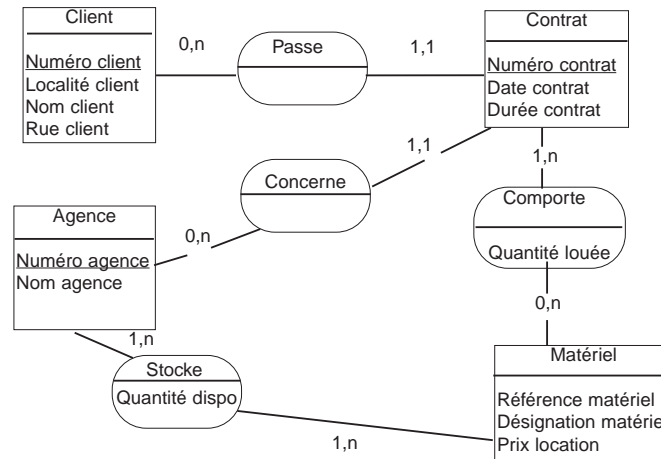 Client
Numéro client
Localité client
Nom client
Rue client
0,n
Passe
1,1
Contrat
Numéro contrat
Date contrat
Durée contrat
1,1
Concerne
0,n
1,n
Comporte
Quantité louée
0,n
Agence
Numéro agence
Nom agence
1,n
Stocke
Quantité dispo
1,n
Matériel
Référence matériel
Désignation matérie
Prix location